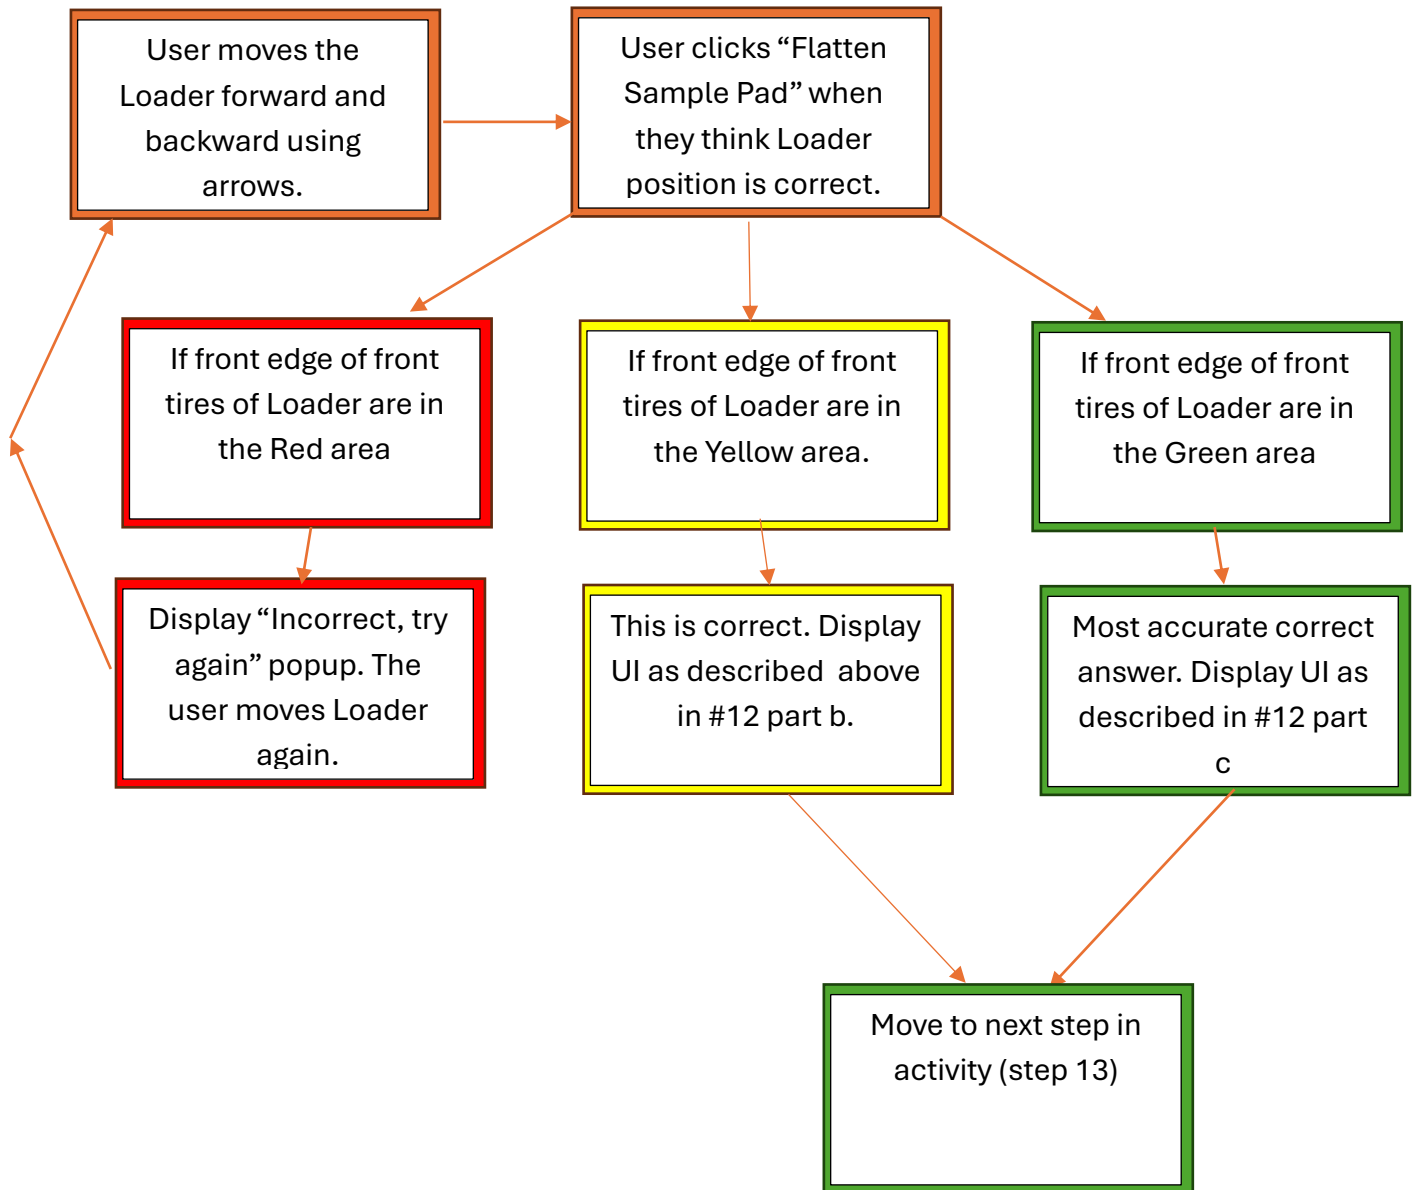 User moves the
Loader forward and
backward using
arrows.
User clicks “Flatten
Sample Pad” when
they think Loader
position is correct.
If front edge of front
tires of Loader are in
the Red area
If front edge of front
tires of Loader are in
the Yellow area.
If front edge of front
tires of Loader are in
the Green area
Display “Incorrect, try
again” popup. The
user moves Loader
again.
This is correct. Display
UI as described  above
in #12 part b.
Most accurate correct
answer. Display UI as
described in #12 part
c
Move to next step in
activity (step 13)